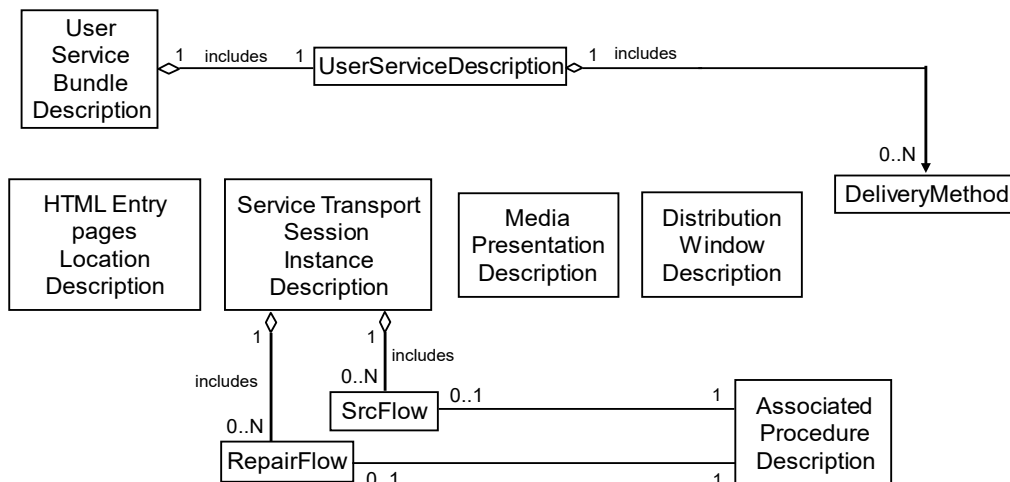 User
Service
Bundle
Description
1
includes
1
UserServiceDescription
1
includes
0..N
DeliveryMethod
HTML Entry
pages
Location
Description
Service Transport
Session
Instance
Description
Media
Presentation
Description
Distribution
Window
Description
1
includes
0..N
1
includes
0..N
SrcFlow
0..1
1
RepairFlow
0..1
1
Associated
Procedure
Description